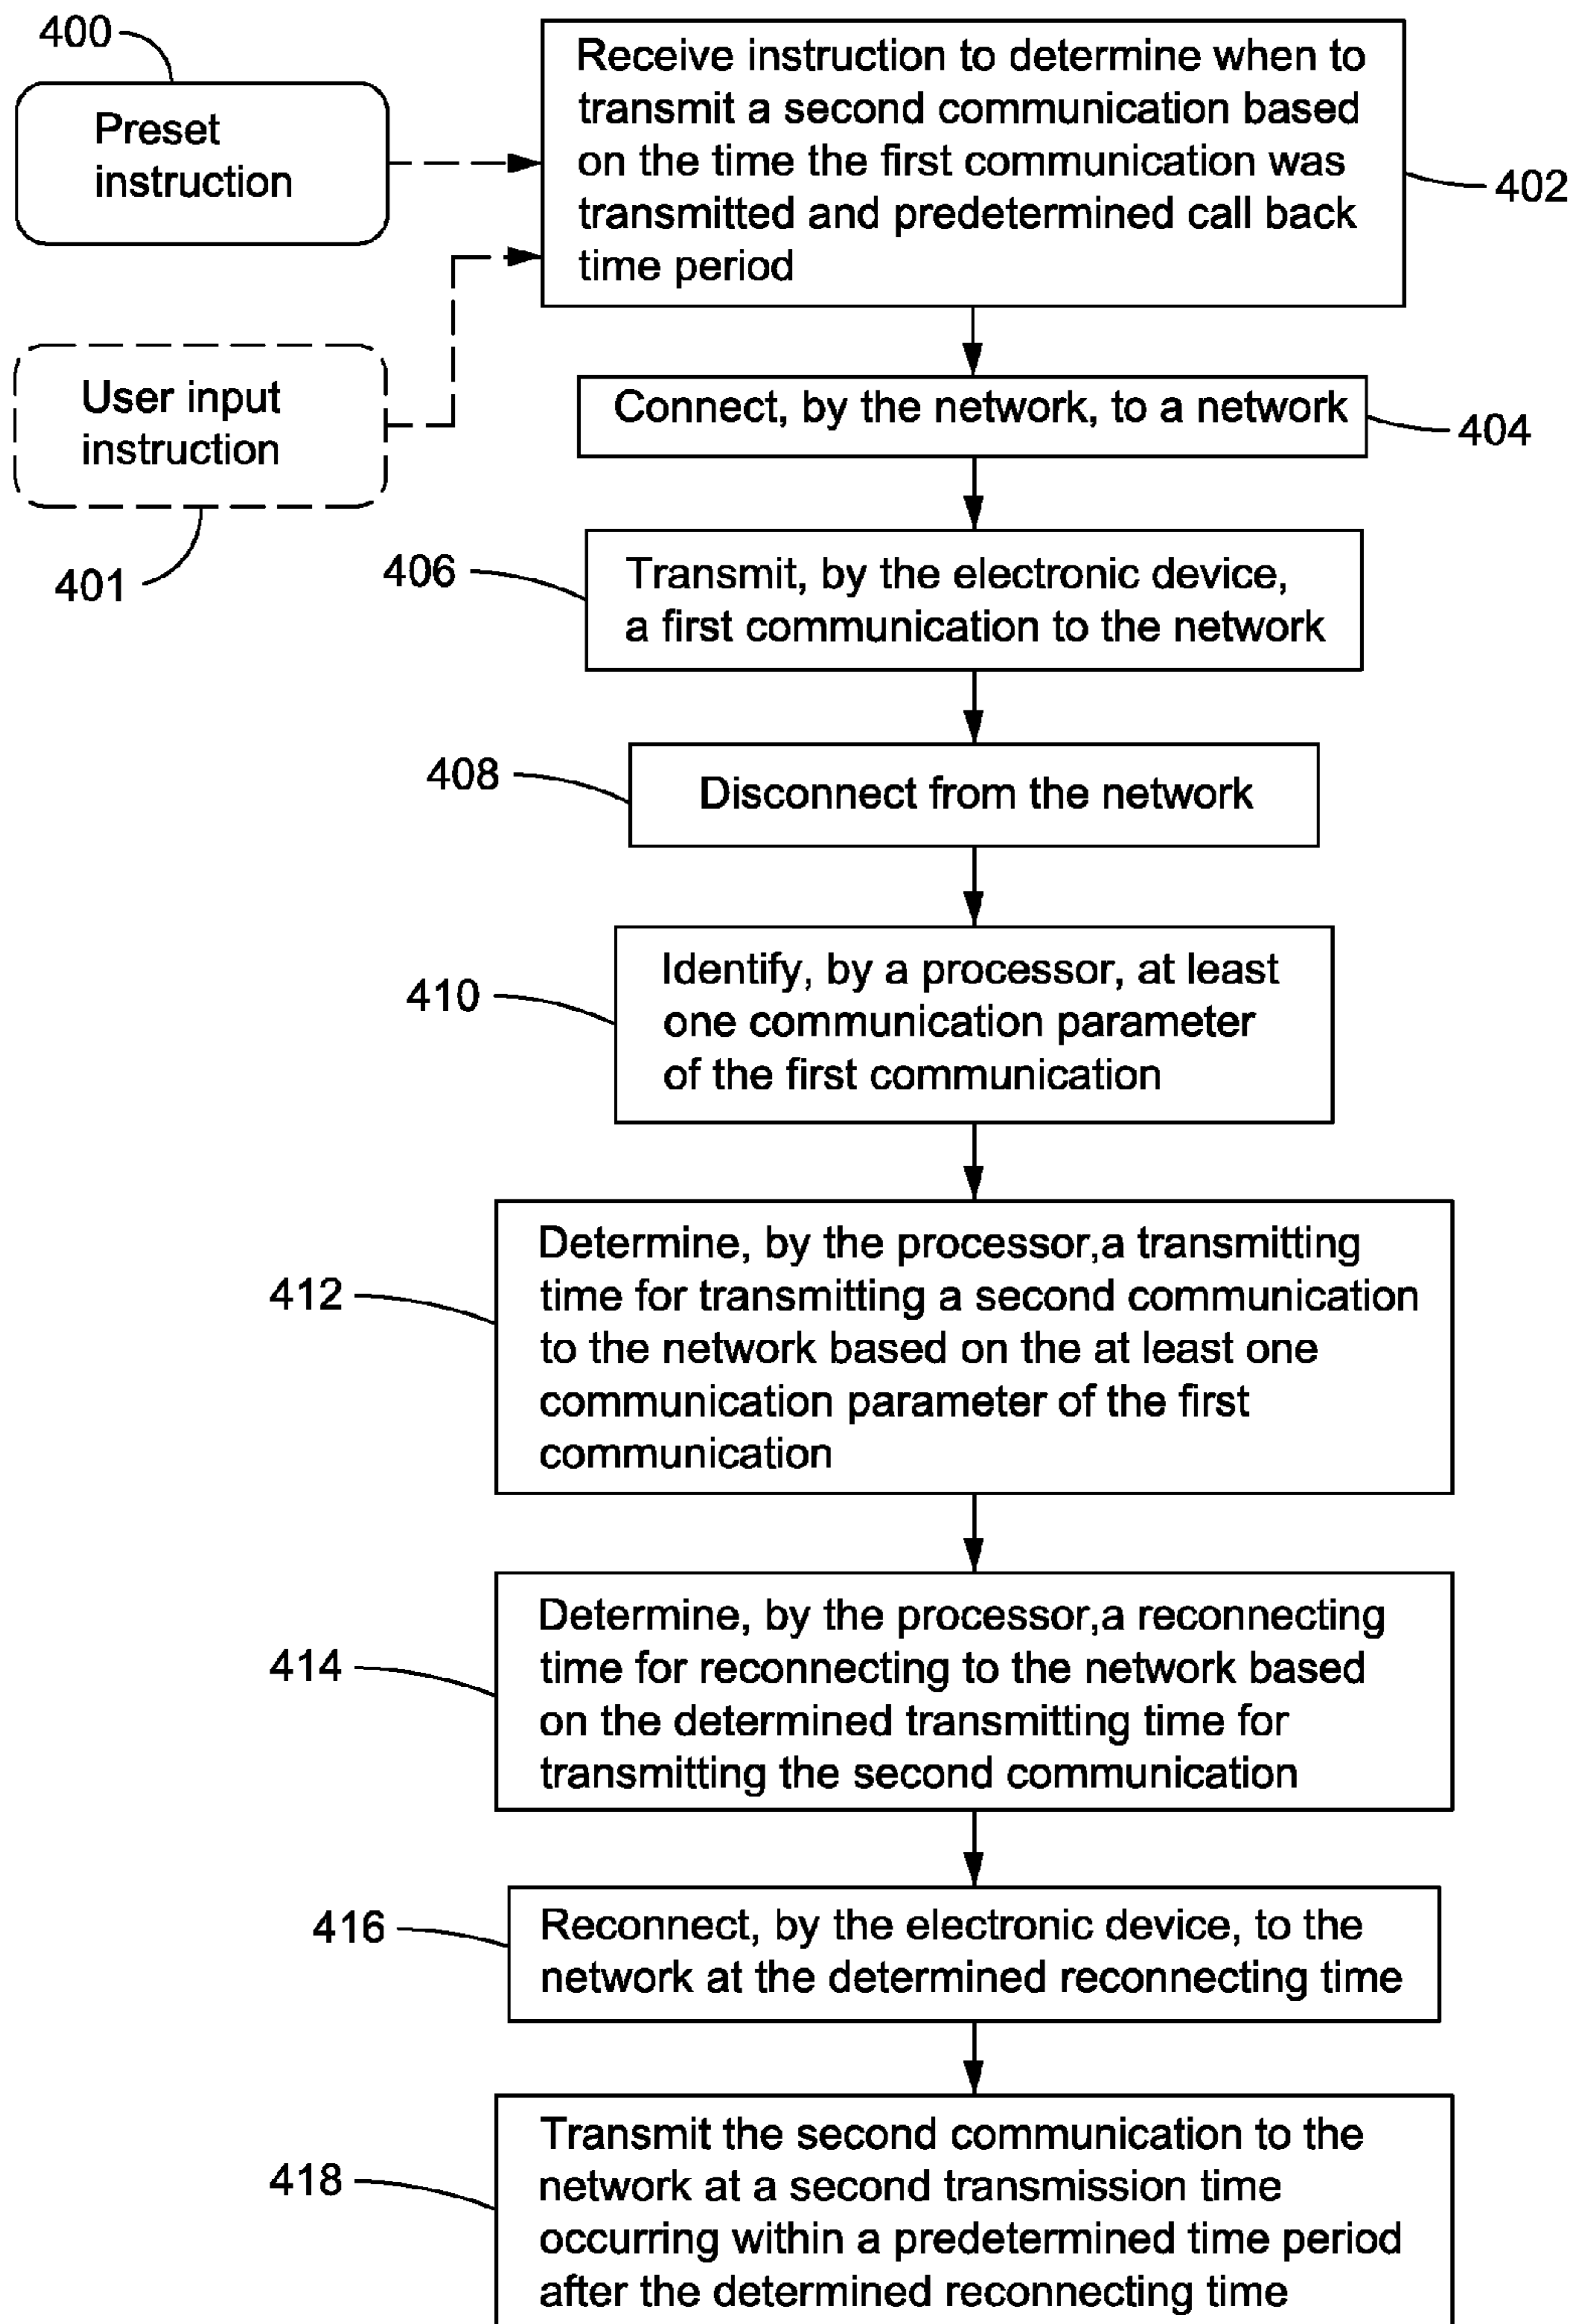 400
Preset
instruction
Receive instruction to determine when to
transmit a second communication based
on the time the first communication was
transmitted and predetermined call back
time period
402
User input
instruction
401
Connect, by the network, to a network
404
406
Transmit, by the electronic device,
a first communication to the network
408
Disconnect from the network
410
Identify, by a processor, at least
one communication parameter
of the first communication
412
Determine, by the processor,a transmitting
time for transmitting a second communication
to the network based on the at least one
communication parameter of the first
communication
414
Determine, by the processor,a reconnecting
time for reconnecting to the network based
on the determined transmitting time for
transmitting the second communication
416
Reconnect, by the electronic device, to the
network at the determined reconnecting time
418
Transmit the second communication to the
network at a second transmission time
occurring within a predetermined time period
after the determined reconnecting time